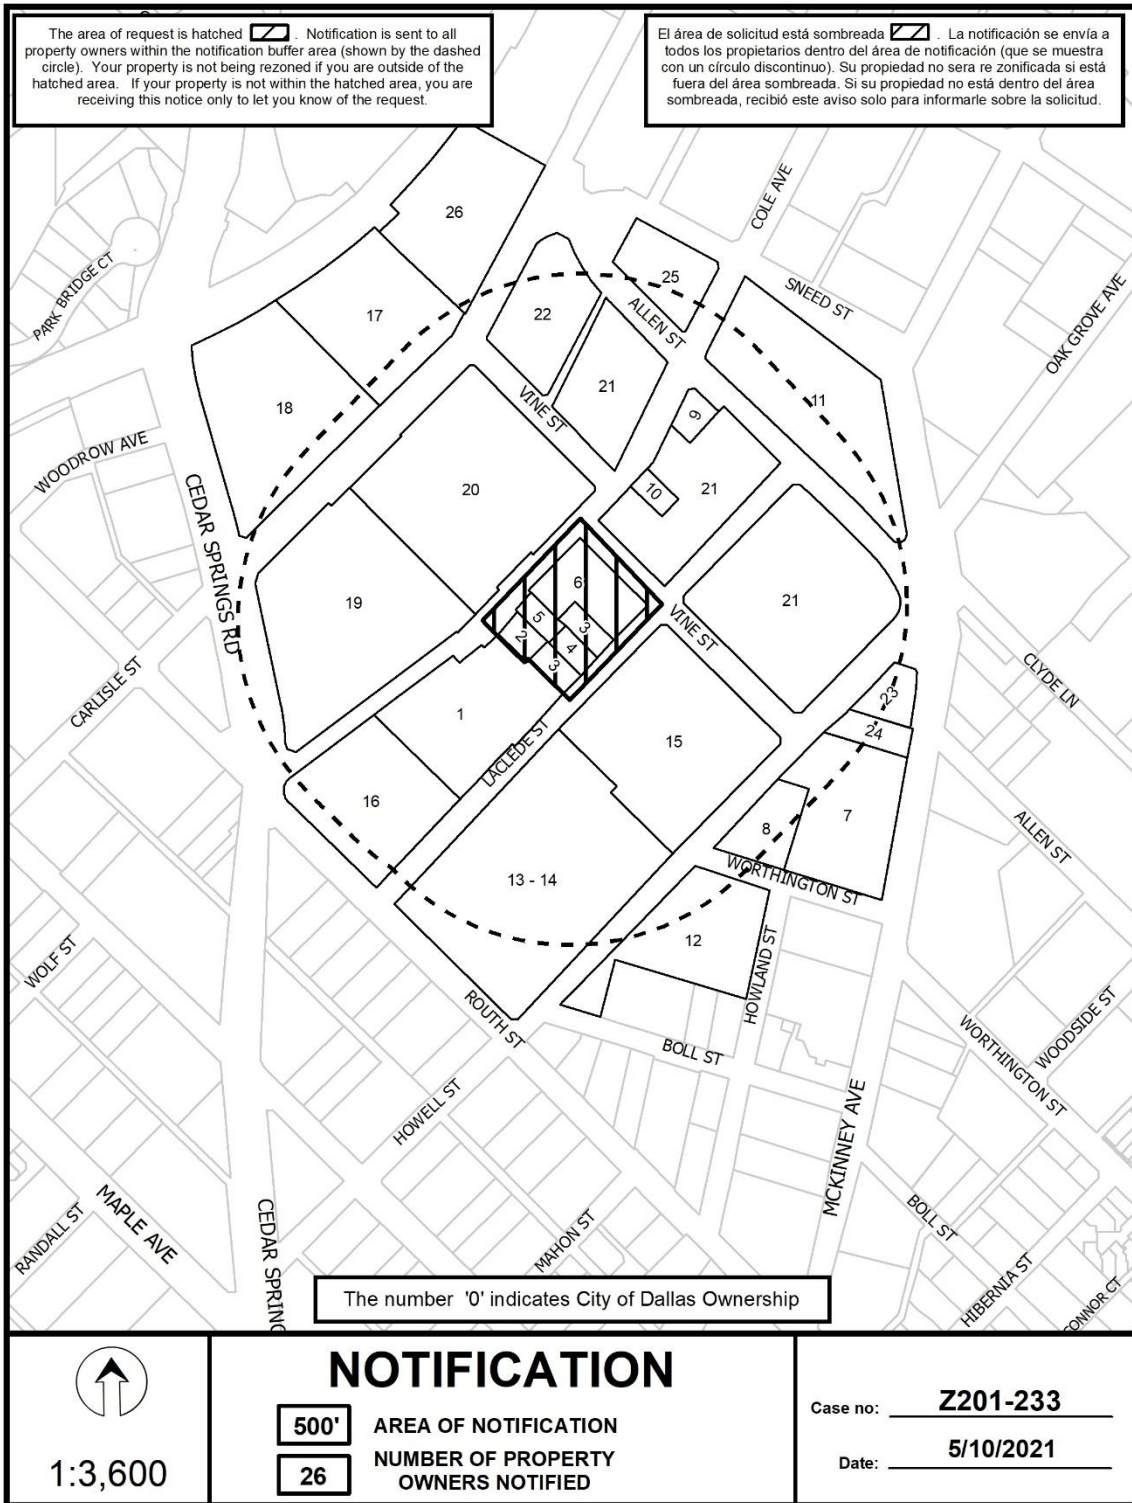 The area of request is hatched . Notification is sent to all
property owners within the notification buffer area (shown by the dashed
circle). Your property is not being rezoned if you are outside of the
hatched area. If your property is not within the hatched area, you are
receiving this notice only to let you know of the request.
El área de solicitud está sombreada . La notificación se envía a
todos los propietarios dentro del área de notificación (que se muestra
con un círculo discontinuo). Su propiedad no sera re zonificada si está
fuera del área sombreada. Si su propiedad no está dentro del área
sombreada, recibió este aviso solo para informarle sobre la solicitud.
COLE AVE
26
PARK BRIDGE CT
25
SNEED ST
OAK GROVE AVE
17
22
ALLEN ST
18
21
11
VINE ST
9
WOODROW AVE
CEDAR SPRINGS RD
20
10
21
19
6
21
5
3
2
4
3
VINE ST
CARLISLE ST
CLYDE LN
23
24
1
LACLEDE ST
15
16
7
8
ALLEN ST
13 - 14
WORTHINGTON ST
12
WOLF ST
HOWLAND ST
ROUTH ST
BOLL ST
WORTHINGTON ST
WOODSIDE ST
HOWELL ST
MCKINNEY AVE
RANDALL ST
MAPLE AVE
CEDAR SPRING
MAHON ST
BOLL ST
HIBERNIA ST
CONNOR CT
The number '0' indicates City of Dallas Ownership
1:3,600
NOTIFICATION
500' AREA OF NOTIFICATION
26 NUMBER OF PROPERTY
OWNERS NOTIFIED
Case no: Z201-233
Date: 5/10/2021